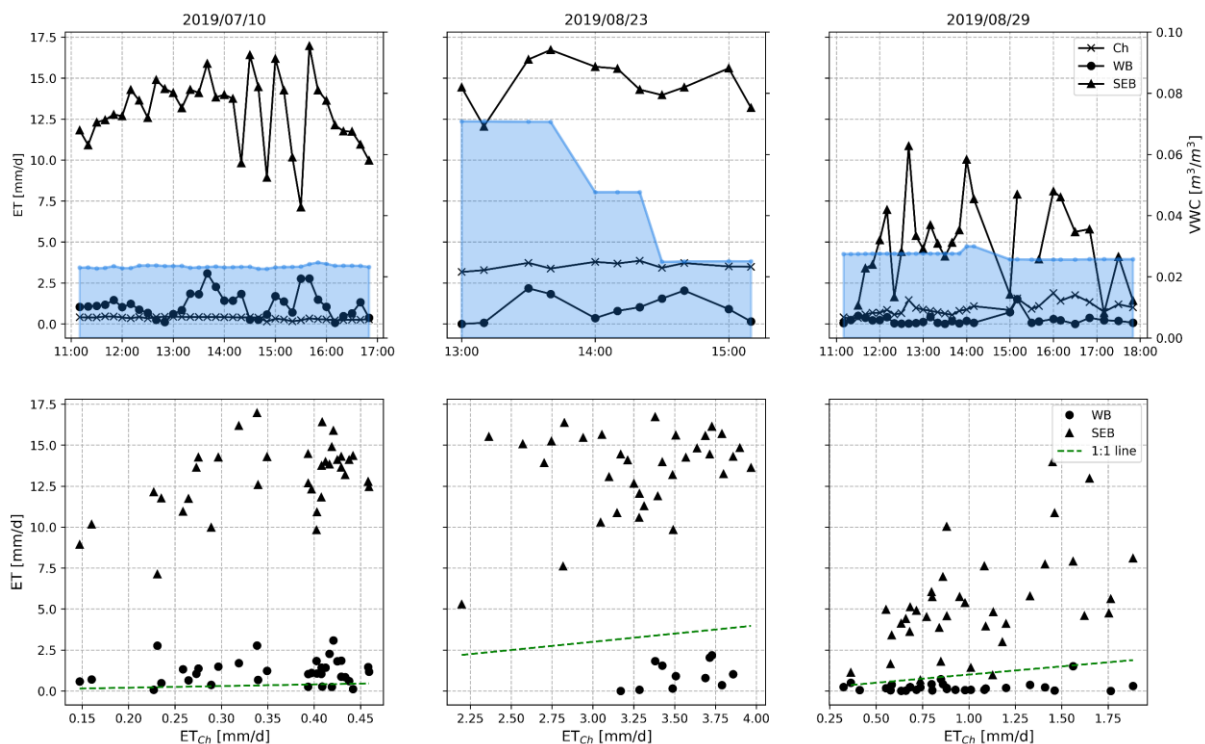 2019/07/10
2019/08/23
2019/08/29
17.5
15.0
12.5
10.0
7.5
5.0
2.5
0.0
ET [mm/d]
11:00 12:00 13:00 14:00 15:00 16:00 17:00
13:00 14:00 15:00
11:00 12:00 13:00 14:00 15:00 16:00 17:00 18:00
Ch
WB
SEB
0.10
0.08
0.06
0.04
0.02
0.00
VWC [m³/m³]
17.5
15.0
12.5
10.0
7.5
5.0
2.5
0.0
ET [mm/d]
0.15 0.20 0.25 0.30 0.35 0.40 0.45
2.25 2.50 2.75 3.00 3.25 3.50 3.75 4.00
0.25 0.50 0.75 1.00 1.25 1.50 1.75
WB
SEB
1:1 line
ET_Ch [mm/d]
ET_Ch [mm/d]
ET_Ch [mm/d]